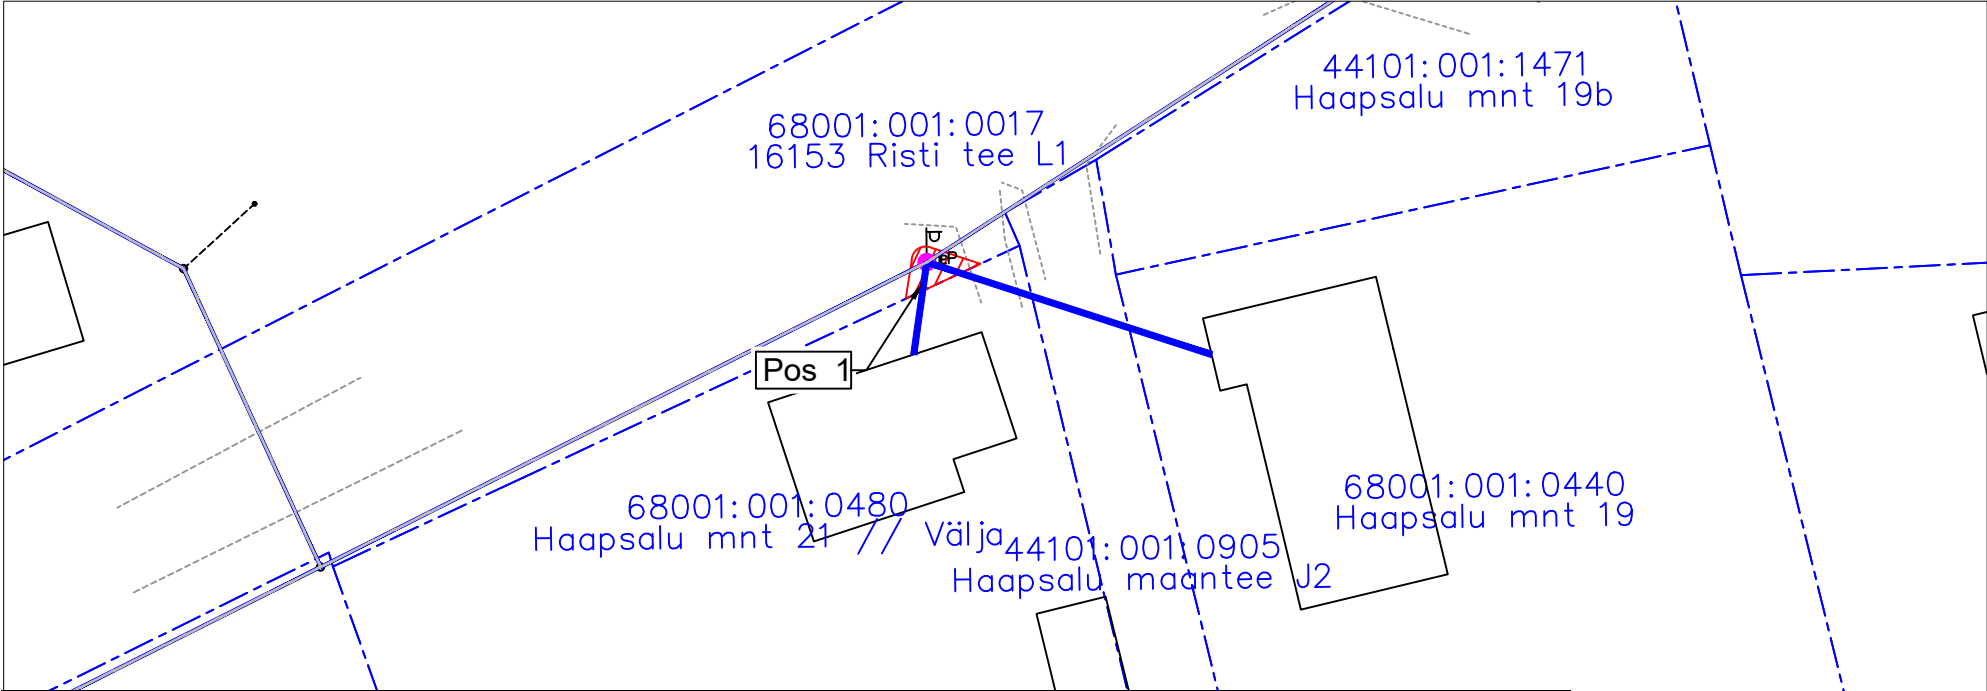 44101:001:1471
Haapsalu mnt 19b
68001:001:0017
16153 Risti tee L1
Pos 1
68001:001:0480
Haapsalu mnt 21 // Välja
68001:001:0440
Haapsalu mnt 19
44101:001:0905
Haapsalu maantee J2